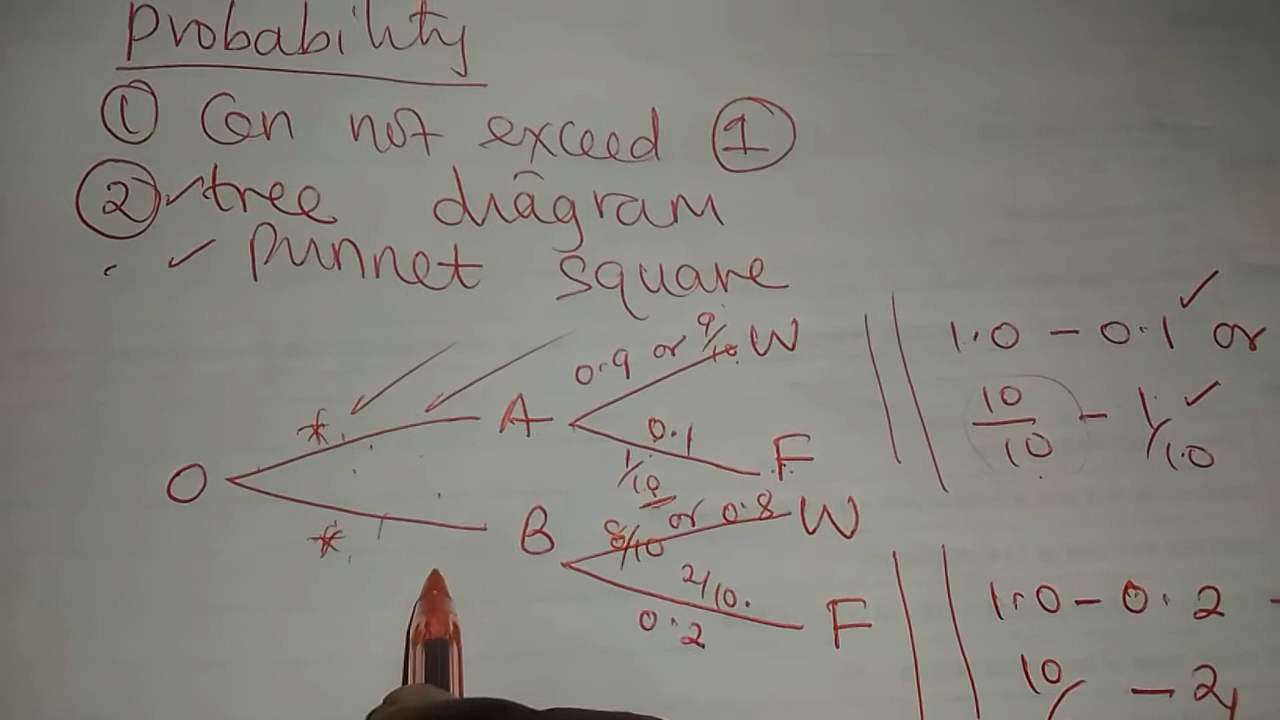 Probability
① Can not exceed ①
② ✓tree diagram
✓ punnet square
0.9 or 9/10 W
* A
0.1 F
1/10
O
* B
8/10 or 0.8 W
2/10.
0.2 F
1.0 - 0.1 ✓ or
10/10 - 1/10 ✓
1.0 - 0.2 -
10/ - 2/